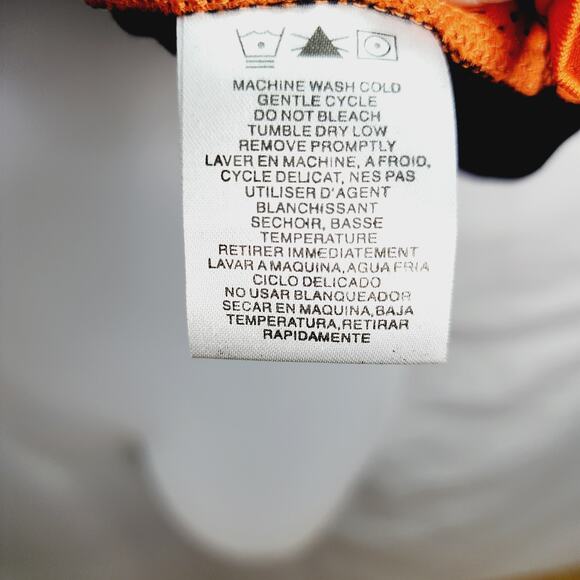 MACHINE WASH COLD
GENTLE CYCLE
DO NOT BLEACH
TUMBLE DRY LOW
REMOVE PROMPTLY
LAVER EN MACHINE, A FROID,
CYCLE DELICAT, NES PAS
UTILISER D'AGENT
BLANCHISSANT
SECHOIR, BASSE
TEMPERATURE
RETIRER IMMEDIATEMENT
LAVAR A MAQUINA, AGUA FRIA
CICLO DELICADO
NO USAR BLANQUEADOR
SECAR EN MAQUINA, BAJA
TEMPERATURA, RETIRAR
RAPIDAMENTE